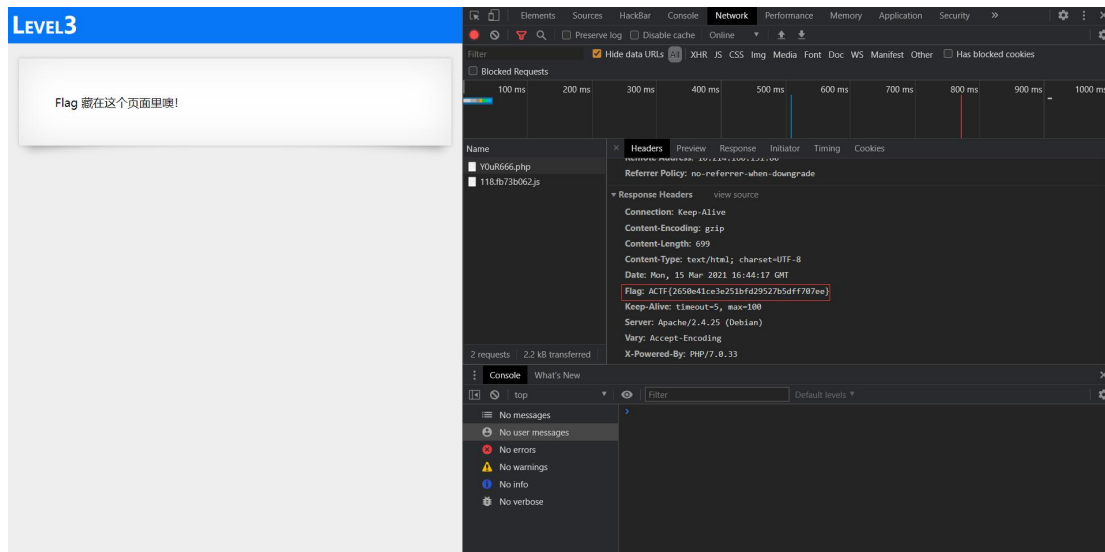 LEVEL3
Flag 藏在这个页面里噢!
Elements Sources HackBar Console Network Performance Memory Application Security »
Preserve log Disable cache Online
Filter Hide data URLs All XHR JS CSS Img Media Font Doc WS Manifest Other Has blocked cookies
Blocked Requests
100 ms 200 ms 300 ms 400 ms 500 ms 600 ms 700 ms 800 ms 900 ms 1000 ms
Name
Y0uR666.php
118.fb73b062.js
2 requests 2.2 kB transferred
× Headers Preview Response Initiator Timing Cookies
Referrer Policy: no-referrer-when-downgrade
Response Headers view source
Connection: Keep-Alive
Content-Encoding: gzip
Content-Length: 699
Content-Type: text/html; charset=UTF-8
Date: Mon, 15 Mar 2021 16:44:17 GMT
Flag: ACTF{2650e41ce3e251bfd29527b5dff707ee}
Keep-Alive: timeout=5, max=100
Server: Apache/2.4.25 (Debian)
Vary: Accept-Encoding
X-Powered-By: PHP/7.0.33
Console What's New
top Filter Default levels
No messages
No user messages
No errors
No warnings
No info
No verbose